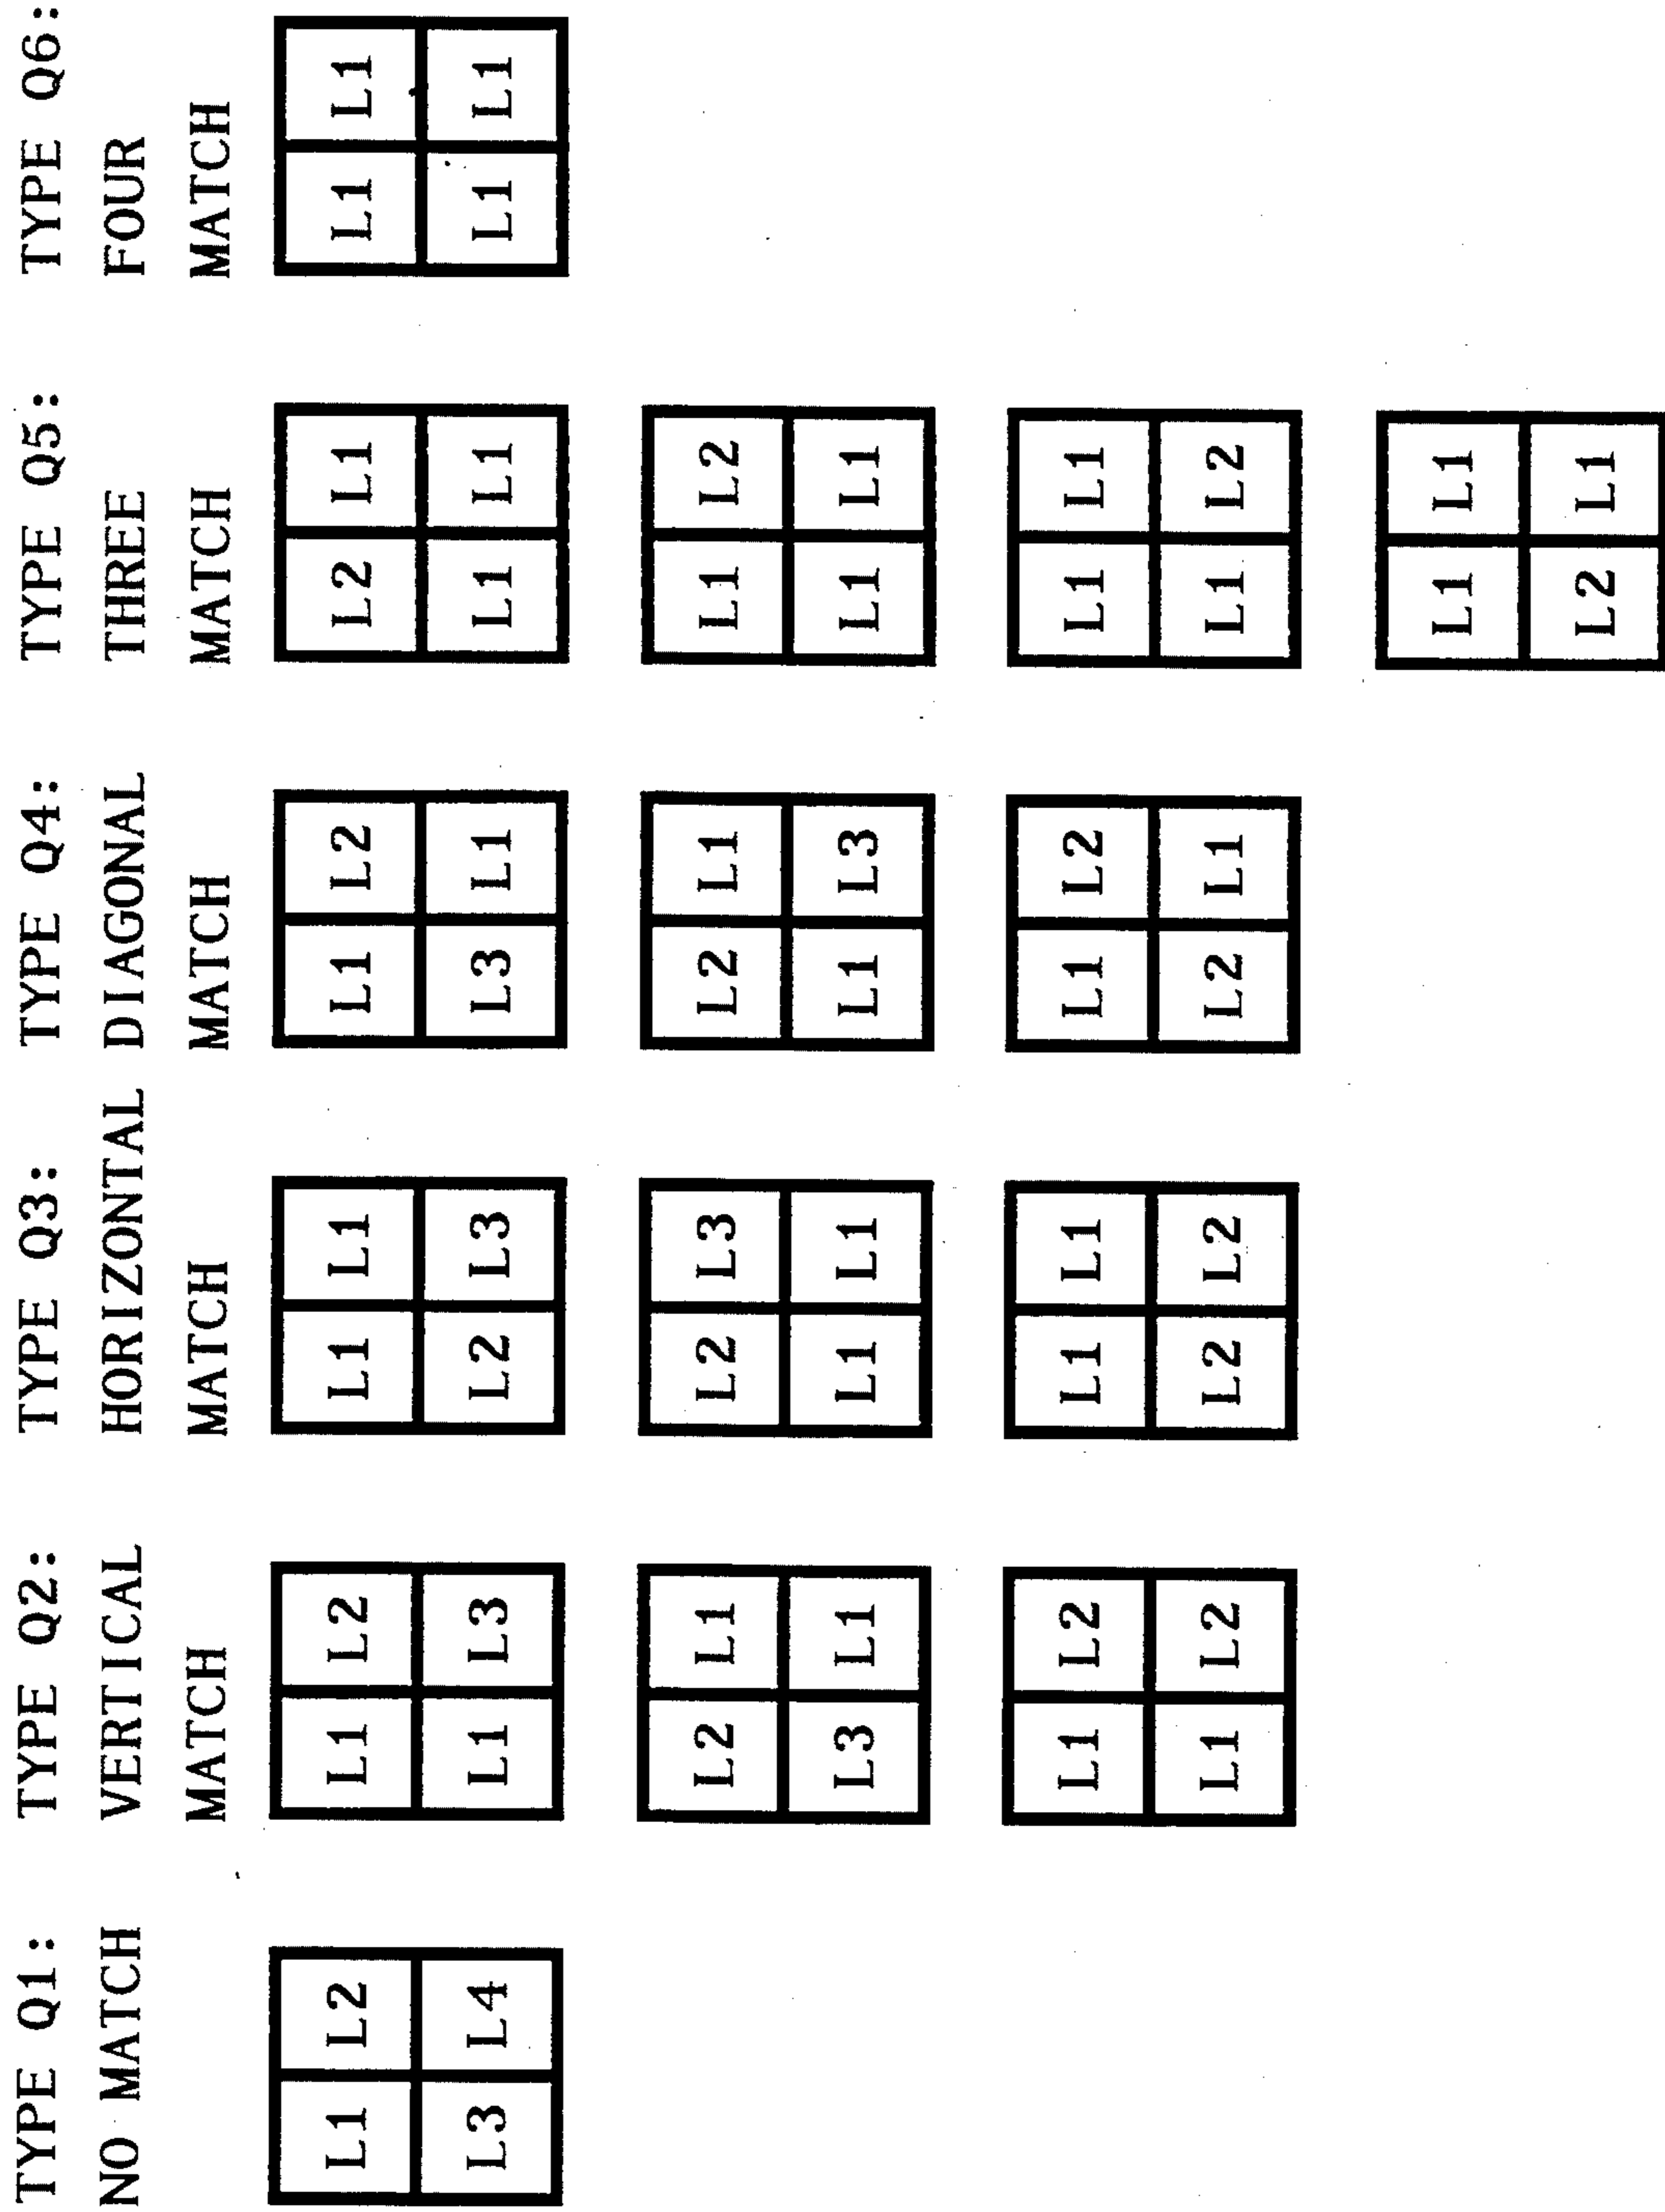 TYPE Q1:
NO MATCH
L1 L2
L3 L4
TYPE Q2:
VERTICAL
MATCH
L1 L2
L1 L3
L2 L1
L3 L1
L1 L2
L1 L2
TYPE Q3:
HORIZONTAL
MATCH
L1 L1
L2 L3
L2 L3
L1 L1
L1 L1
L2 L2
TYPE Q4:
DIAGONAL
MATCH
L1 L2
L3 L1
L2 L1
L1 L3
L1 L2
L2 L1
TYPE Q5:
THREE
MATCH
L2 L1
L1 L1
L1 L2
L1 L1
L1 L1
L1 L2
L1 L1
L2 L1
TYPE Q6:
FOUR
MATCH
L1 L1
L1 L1